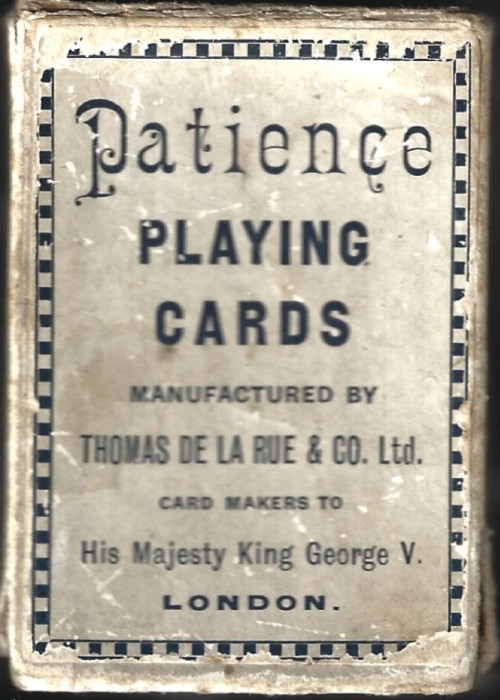 Patience
PLAYING
CARDS
MANUFACTURED BY
THOMAS DE LA RUE & CO. Ltd.
CARD MAKERS TO
His Majesty King George V.
LONDON.